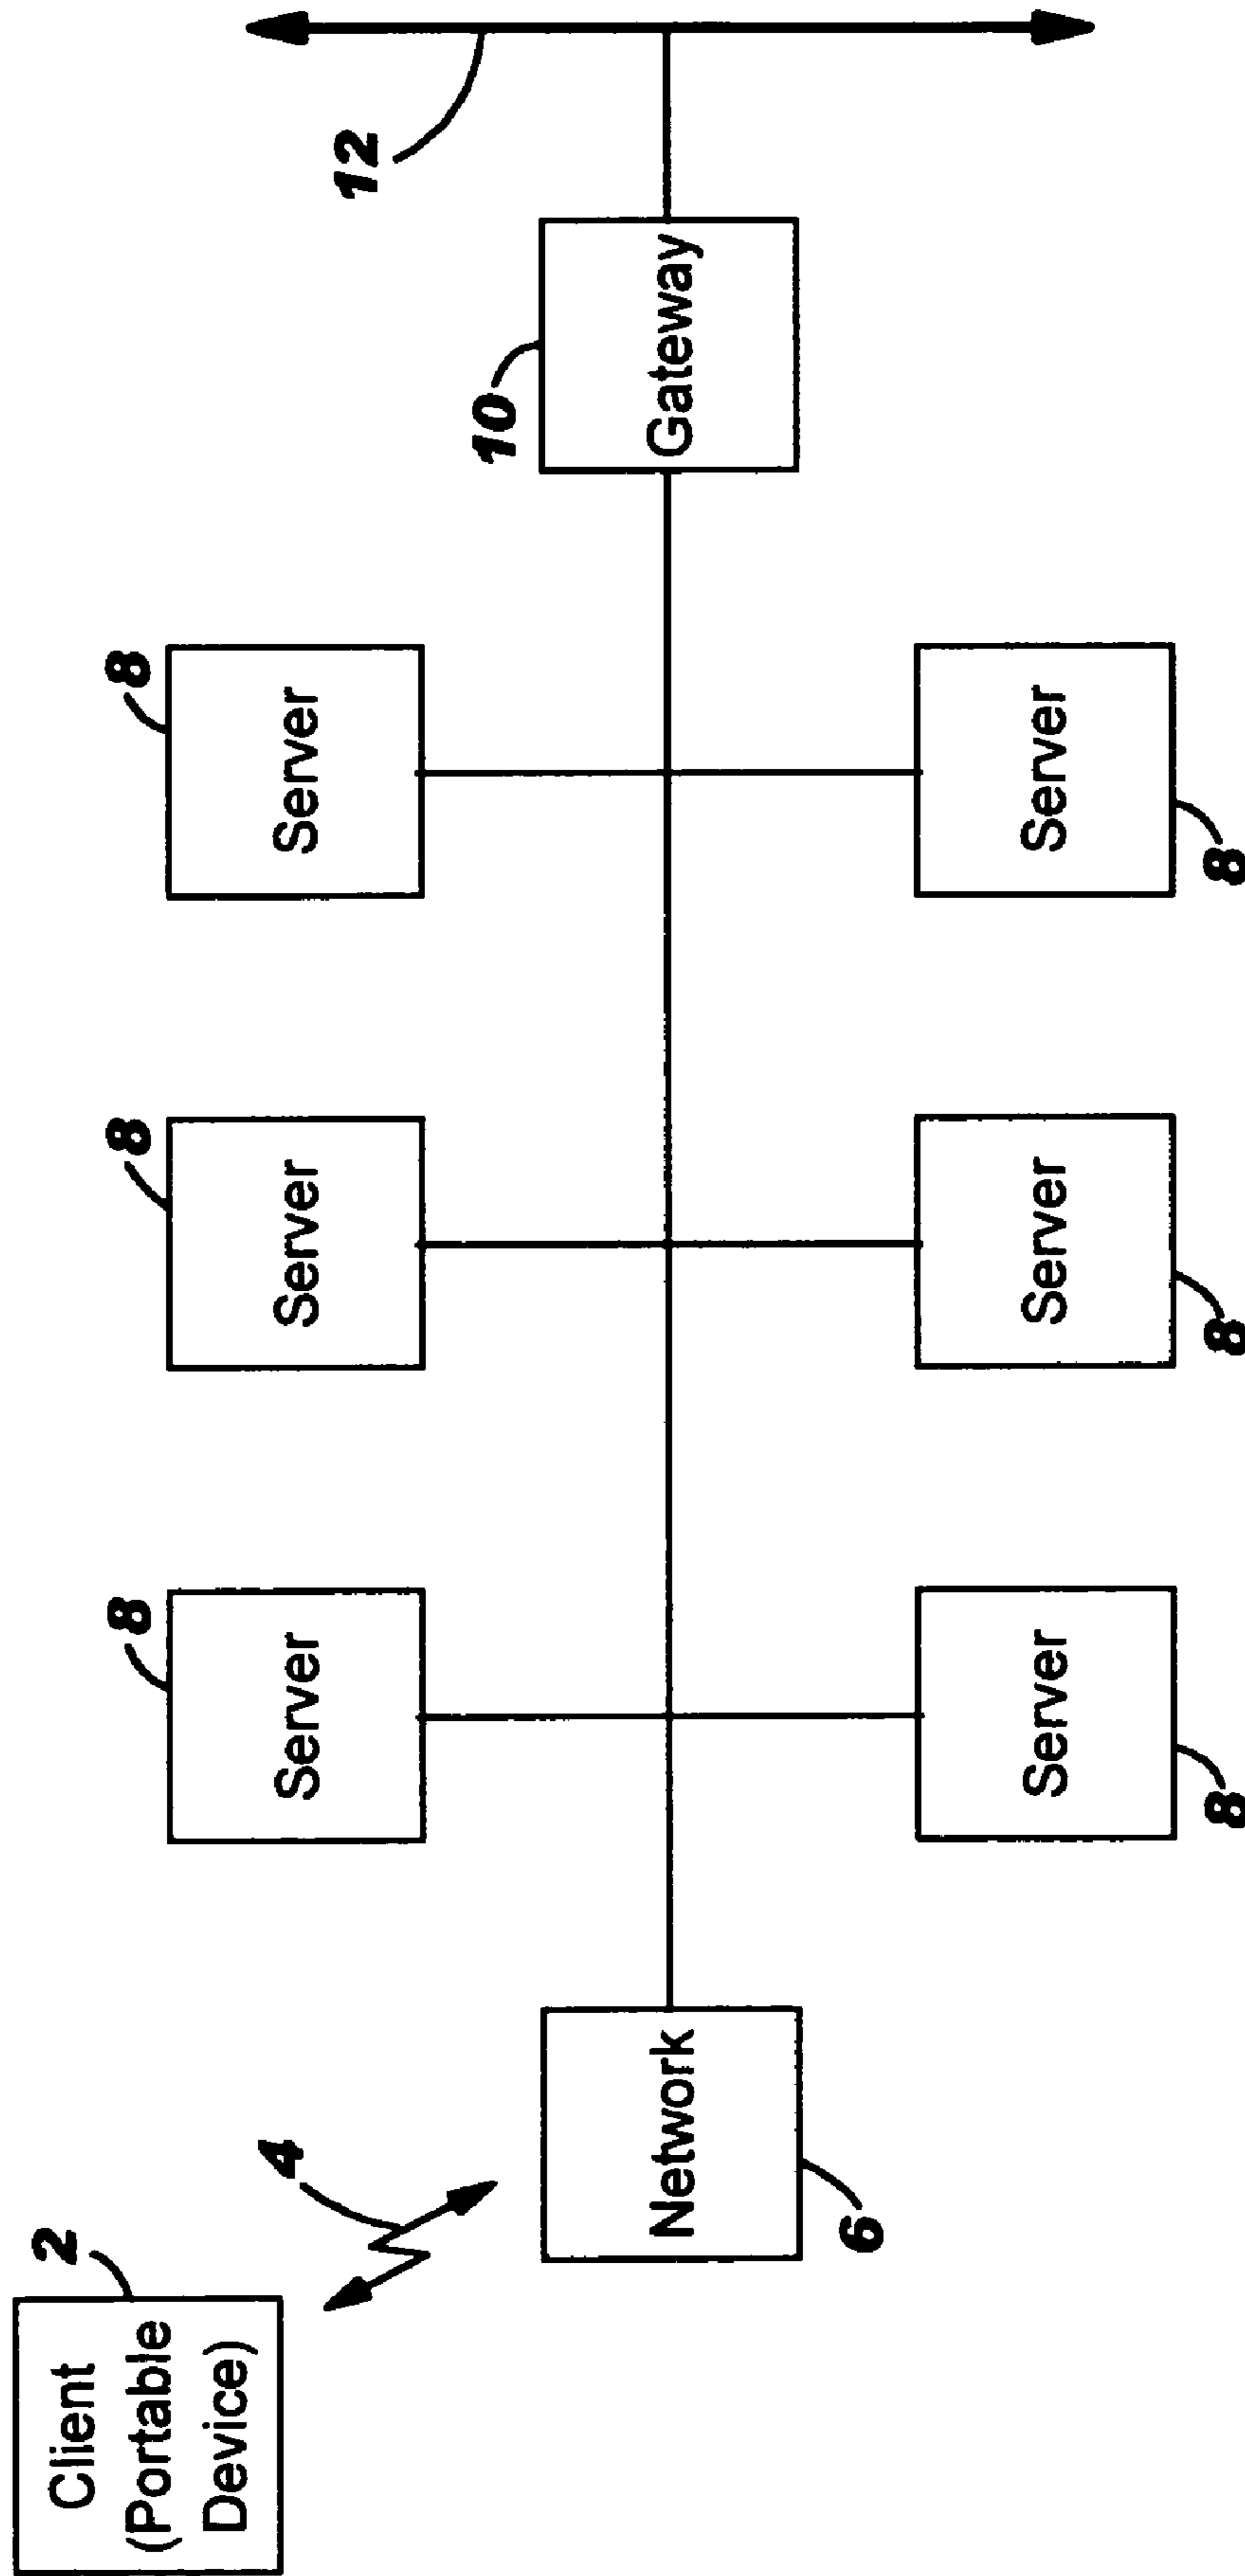 2
Client
(Portable
Device)
4
Network
6
8
Server
8
Server
8
Server
Server
8
Server
8
Server
8
10
Gateway
12